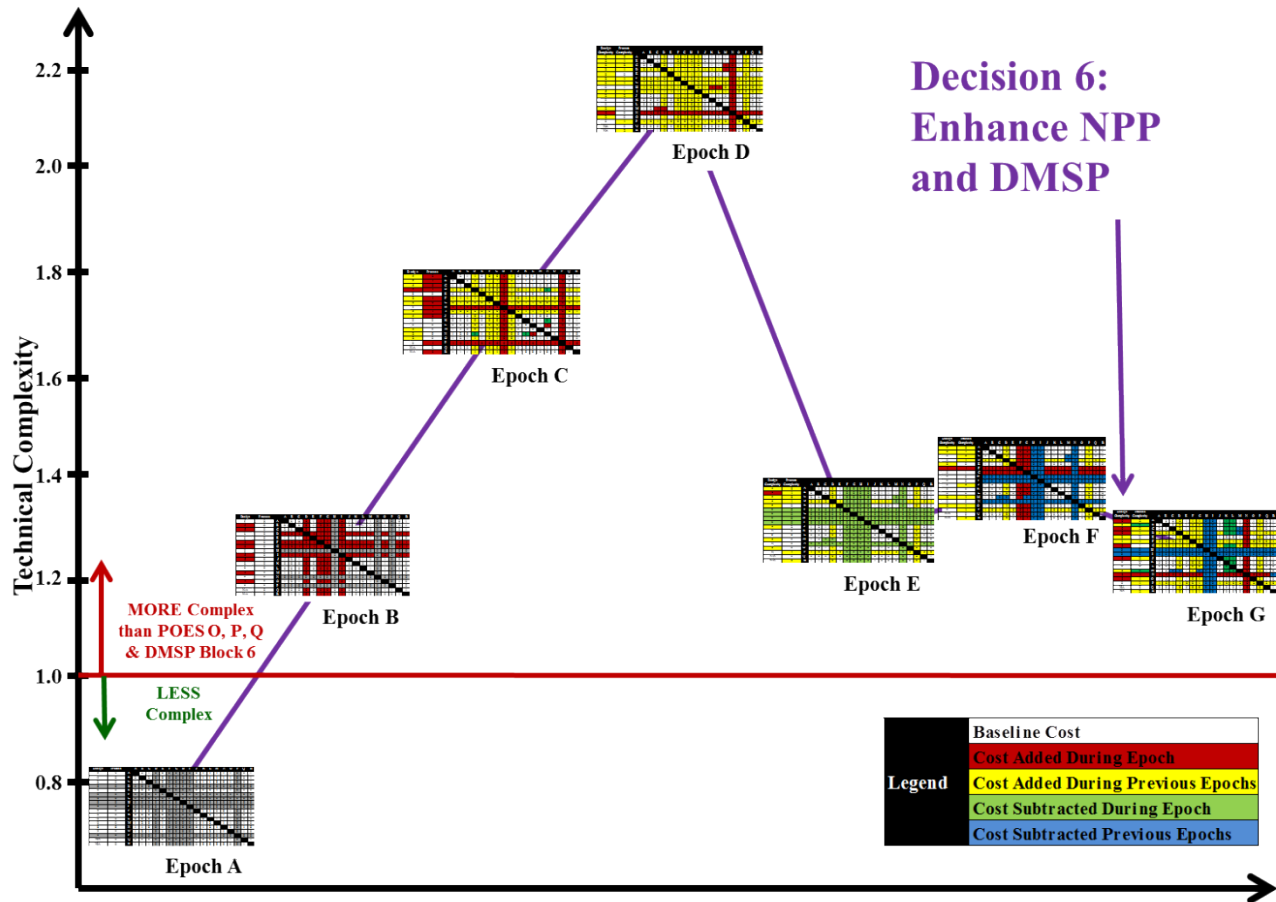 2.2
2.0
1.8
1.6
1.4
1.2
1.0
0.8
Technical Complexity
Decision 6:
Enhance NPP
and DMSP
Epoch D
Epoch C
Epoch B
Epoch E
Epoch F
Epoch G
Epoch A
MORE Complex
than POES O, P, Q
& DMSP Block 6
LESS
Complex
Legend
Baseline Cost
Cost Added During Epoch
Cost Added During Previous Epochs
Cost Subtracted During Epoch
Cost Subtracted Previous Epochs